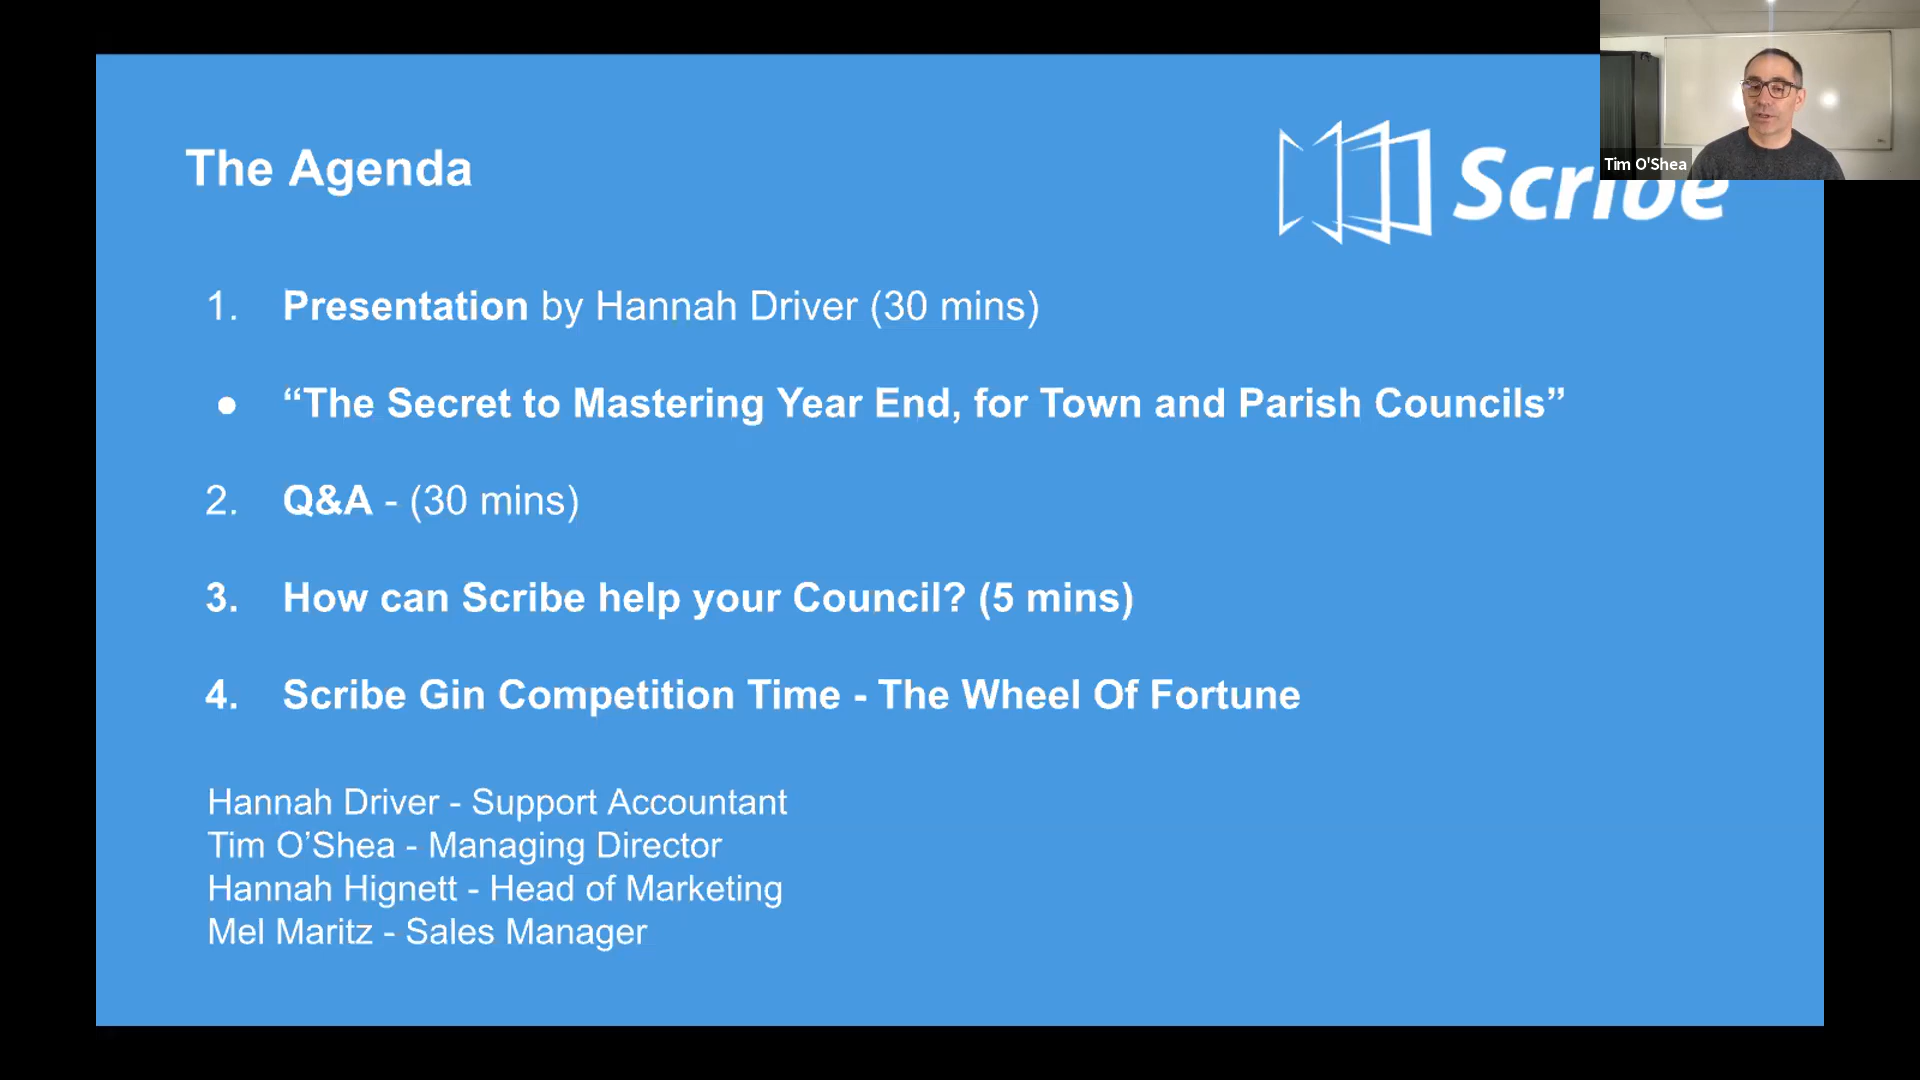 The Agenda
Scribe
Tim O'Shea
1. Presentation by Hannah Driver (30 mins)
● “The Secret to Mastering Year End, for Town and Parish Councils”
2. Q&A - (30 mins)
3. How can Scribe help your Council? (5 mins)
4. Scribe Gin Competition Time - The Wheel Of Fortune
Hannah Driver - Support Accountant
Tim O’Shea - Managing Director
Hannah Hignett - Head of Marketing
Mel Maritz - Sales Manager